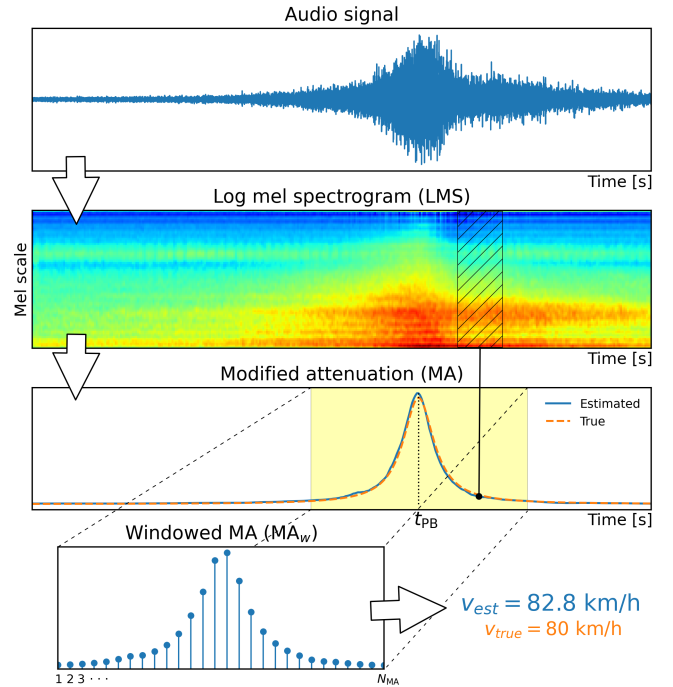 Audio signal
Time [s]
Log mel spectrogram (LMS)
Mel scale
Time [s]
Modified attenuation (MA)
Estimated
True
t_PB
Time [s]
Windowed MA (MA_w)
v_est = 82.8 km/h
v_true = 80 km/h
1 2 3 · · ·
N_MA